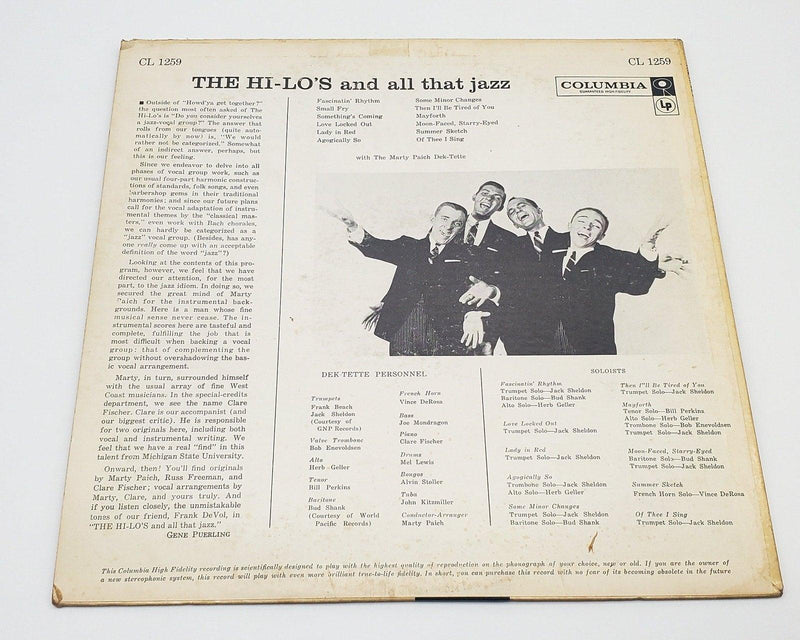 CL 1259
CL 1259
THE HI-LO'S and all that jazz
COLUMBIA
GUARANTEED HIGH FIDELITY
Lp
■ Outside of "Howd'ya get together?"
the question most often asked of The
Hi-Lo's is "Do you consider yourselves
a jazz-vocal group?" The answer that
rolls from our tongues (quite auto-
matically by now) is, "We would
rather not be categorized." Somewhat
of an indirect answer, perhaps, but
this is our feeling.
Since we endeavor to delve into all
phases of vocal group work, such as
our usual four-part harmonic construc-
tions of standards, folk songs, and even
barbershop gems in their traditional
harmonies; and since our future plans
call for the vocal adaptation of instru-
mental themes by the "classical mas-
ters," even work with Bach chorales,
we can hardly be categorized as a
"jazz" vocal group. (Besides, has any-
one really come up with an acceptable
definition of the word "jazz"?)
Looking at the contents of this pro-
gram, however, we feel that we have
directed our attention, for the most
part, to the jazz idiom. In doing so, we
secured the great mind of Marty
Paich for the instrumental back-
grounds. Here is a man whose fine
musical sense never cease. The in-
strumental scores here are tasteful and
complete, fulfilling the job that is
most difficult when backing a vocal
group: that of complementing the
group without overshadowing the bas-
ic vocal arrangement.
Marty, in turn, surrounded himself
with the usual array of fine West
Coast musicians. In the special-credits
department, we see the name Clare
Fischer. Clare is our accompanist (and
our biggest critic). He is responsible
for two originals here, including both
vocal and instrumental writing. We
feel that we have a real "find" in this
talent from Michigan State University.
Onward, then! You'll find originals
by Marty Paich, Russ Freeman, and
Clare Fischer; vocal arrangements by
Marty, Clare, and yours truly. And
if you listen closely, the unmistakable
tones of our friend, Frank DeVol, in
"THE HI-LO'S and all that jazz."
GENE PUERLING
Fascinatin' Rhythm
Small Fry
Something's Coming
Love Locked Out
Lady in Red
Agogically So
Some Minor Changes
Then I'll Be Tired of You
Mayforth
Moon-Faced, Starry-Eyed
Summer Sketch
Of Thee I Sing
with The Marty Paich Dek-Tette
DEK-TETTE PERSONNEL
Trumpets
Frank Beach
Jack Sheldon
(Courtesy of
GNP Records)
Valve Trombone
Bob Enevoldsen
Alto
Herb Geller
Tenor
Bill Perkins
Baritone
Bud Shank
(Courtesy of World
Pacific Records)
French Horn
Vince DeRosa
Bass
Joe Mondragon
Piano
Clare Fischer
Drums
Mel Lewis
Bongos
Alvin Stoller
Tuba
John Kitzmiller
Conductor-Arranger
Marty Paich
SOLOISTS
Fascinatin' Rhythm
Trumpet Solo—Jack Sheldon
Baritone Solo—Bud Shank
Alto Solo—Herb Geller
Love Locked Out
Trumpet Solo—Jack Sheldon
Lady in Red
Trumpet Solo—Jack Sheldon
Agogically So
Trombone Solo—Jack Sheldon
Alto Solo—Herb Geller
Some Minor Changes
Trumpet Solo—Jack Sheldon
Baritone Solo—Bud Shank
Then I'll Be Tired of You
Trumpet Solo—Jack Sheldon
Mayforth
Tenor Solo—Bill Perkins
Alto Solo—Herb Geller
Trombone Solo—Bob Enevoldsen
Trumpet Solo—Jack Sheldon
Moon-Faced, Starry-Eyed
Baritone Solo—Bud Shank
Trumpet Solo—Jack Sheldon
Summer Sketch
French Horn Solo—Vince DeRosa
Of Thee I Sing
Trumpet Solo—Jack Sheldon
This Columbia High Fidelity recording is scientifically designed to play with the highest quality of reproduction on the phonograph of your choice, new or old. If you are the owner of
a new stereophonic system, this record will play with even more brilliant true-to-life fidelity. In short, you can purchase this record with no fear of its becoming obsolete in the future